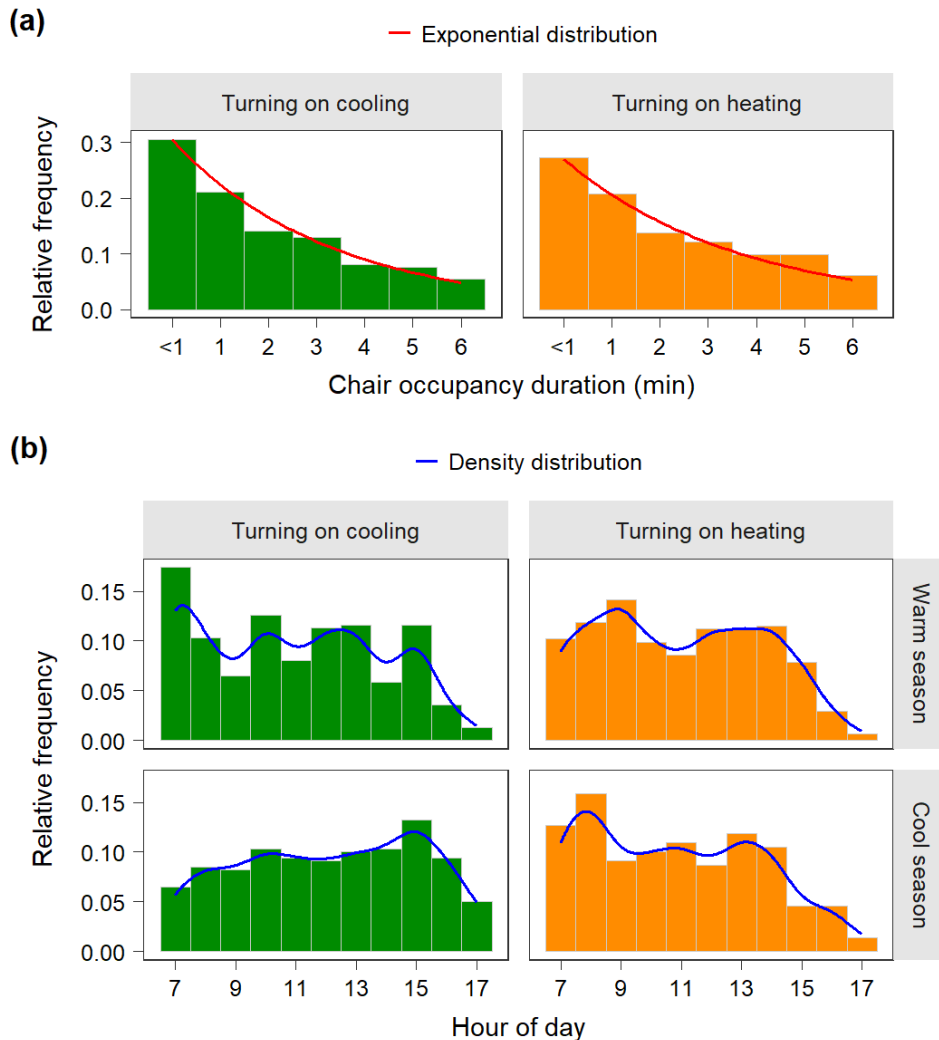 (a)
Exponential distribution
Turning on cooling
Turning on heating
Relative frequency
0.3
0.2
0.1
0.0
<1 1 2 3 4 5 6
<1 1 2 3 4 5 6
Chair occupancy duration (min)
(b)
Density distribution
Turning on cooling
Turning on heating
Relative frequency
0.15
0.10
0.05
0.00
Warm season
0.15
0.10
0.05
0.00
Cool season
7 9 11 13 15 17
7 9 11 13 15 17
Hour of day